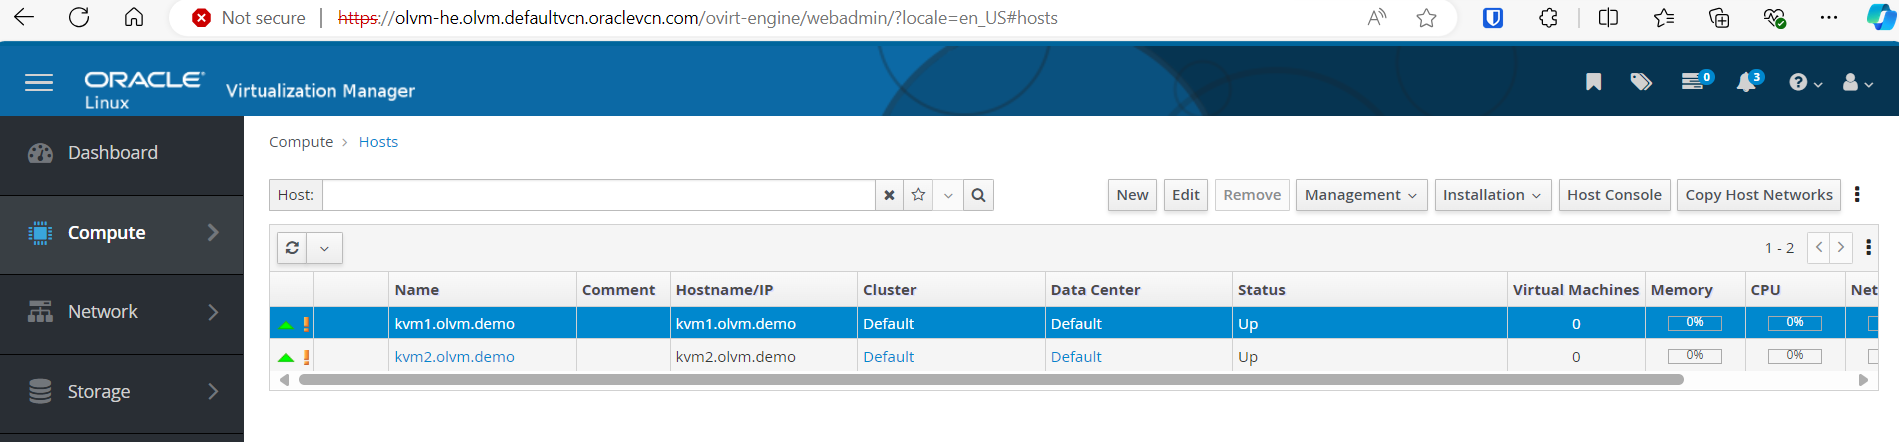 Not secure https://olvm-he.olvm.defaultvcn.oraclevcn.com/ovirt-engine/webadmin/?locale=en_US#hosts
ORACLE
Linux Virtualization Manager
0 3
Dashboard
Compute
Network
Storage
Compute > Hosts
Host: New Edit Remove Management Installation Host Console Copy Host Networks
1 - 2
Name Comment Hostname/IP Cluster Data Center Status Virtual Machines Memory CPU Net
kvm1.olvm.demo kvm1.olvm.demo Default Default Up 0 0% 0%
kvm2.olvm.demo kvm2.olvm.demo Default Default Up 0 0% 0%